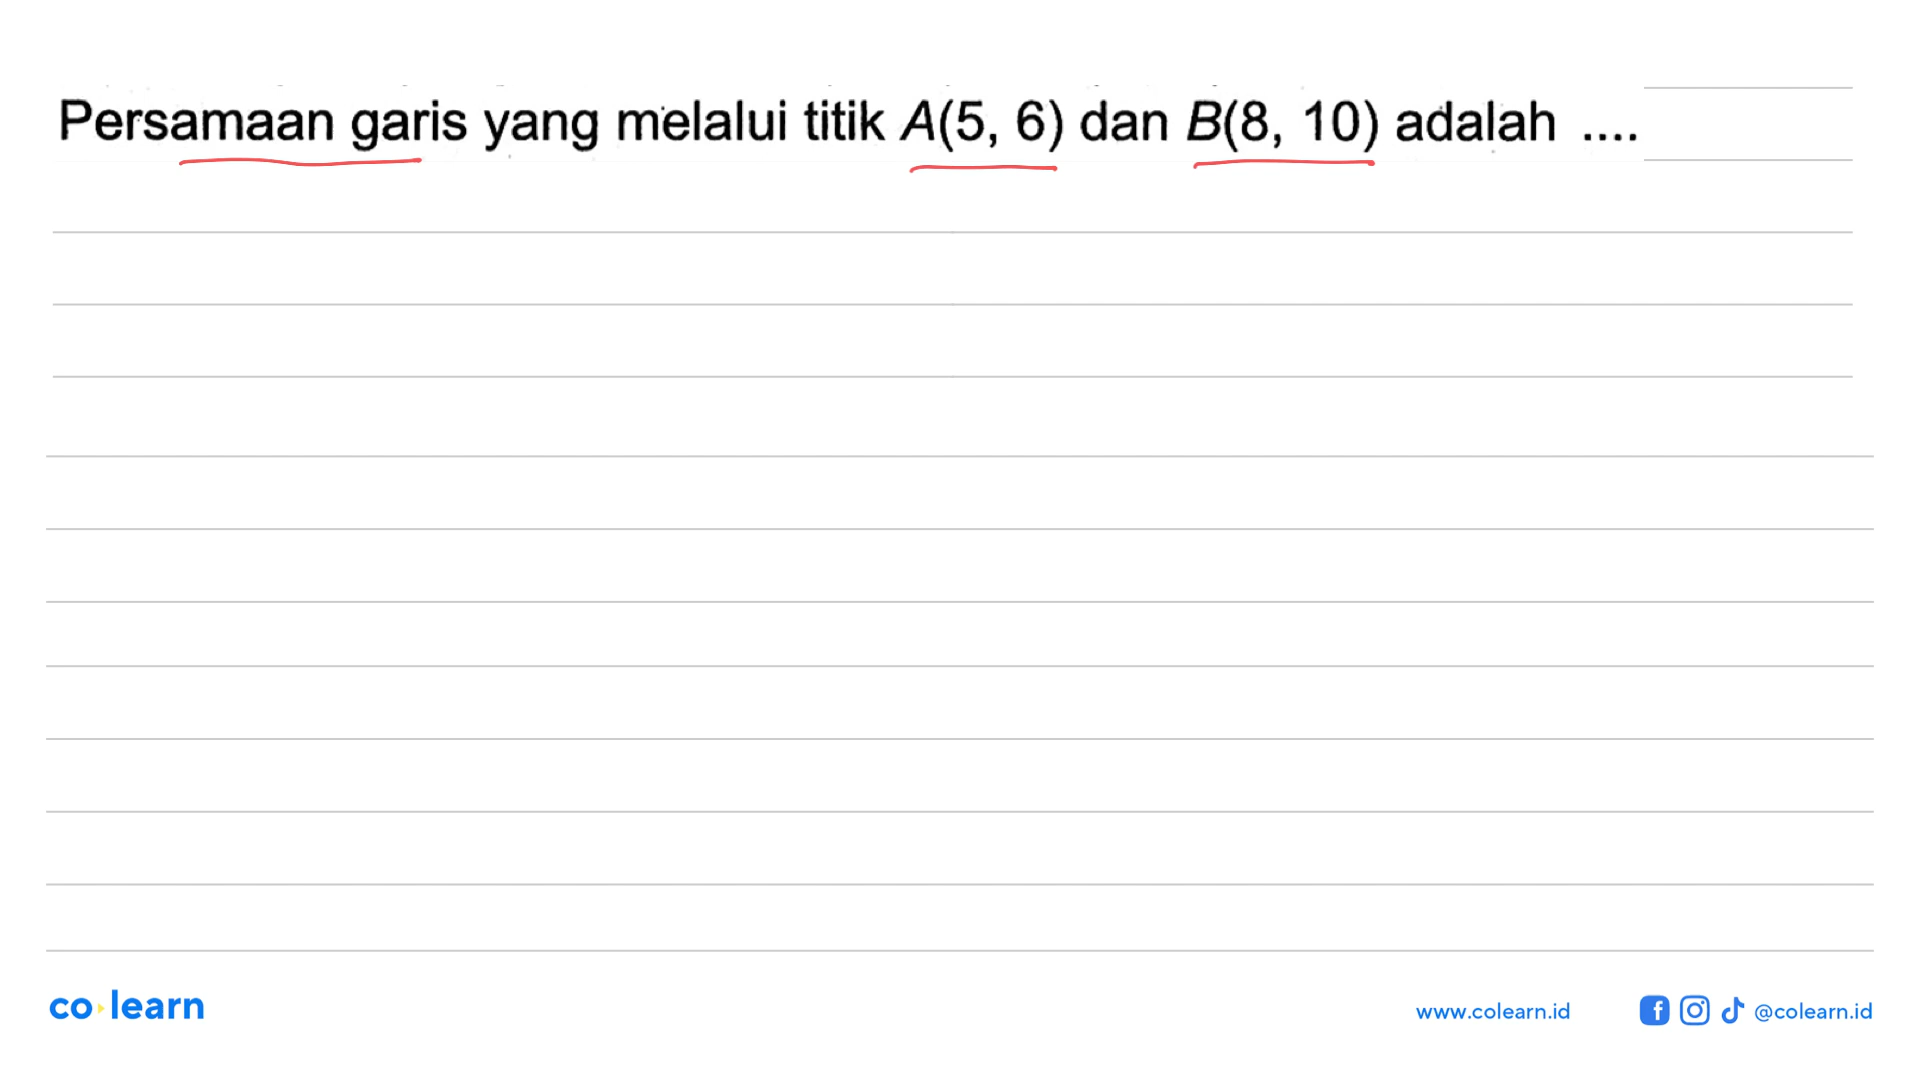 Persamaan garis yang melalui titik A(5, 6) dan B(8, 10) adalah ....
co learn
www.colearn.id
@colearn.id